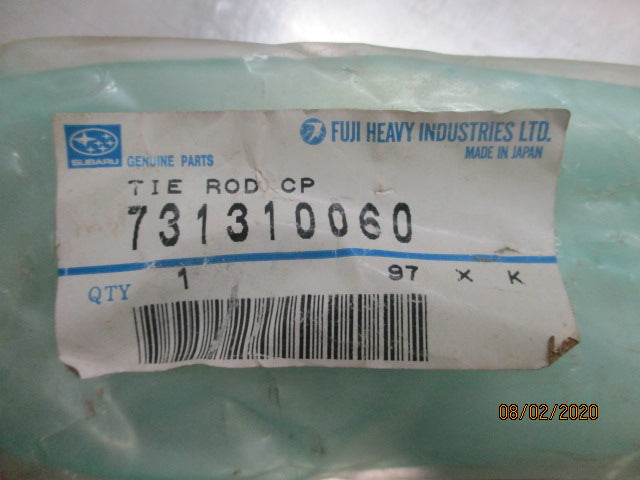 SUBARU
GENUINE PARTS
FUJI HEAVY INDUSTRIES LTD.
MADE IN JAPAN
TIE ROD CP
731310060
QTY 1 97 X K
08/02/2020